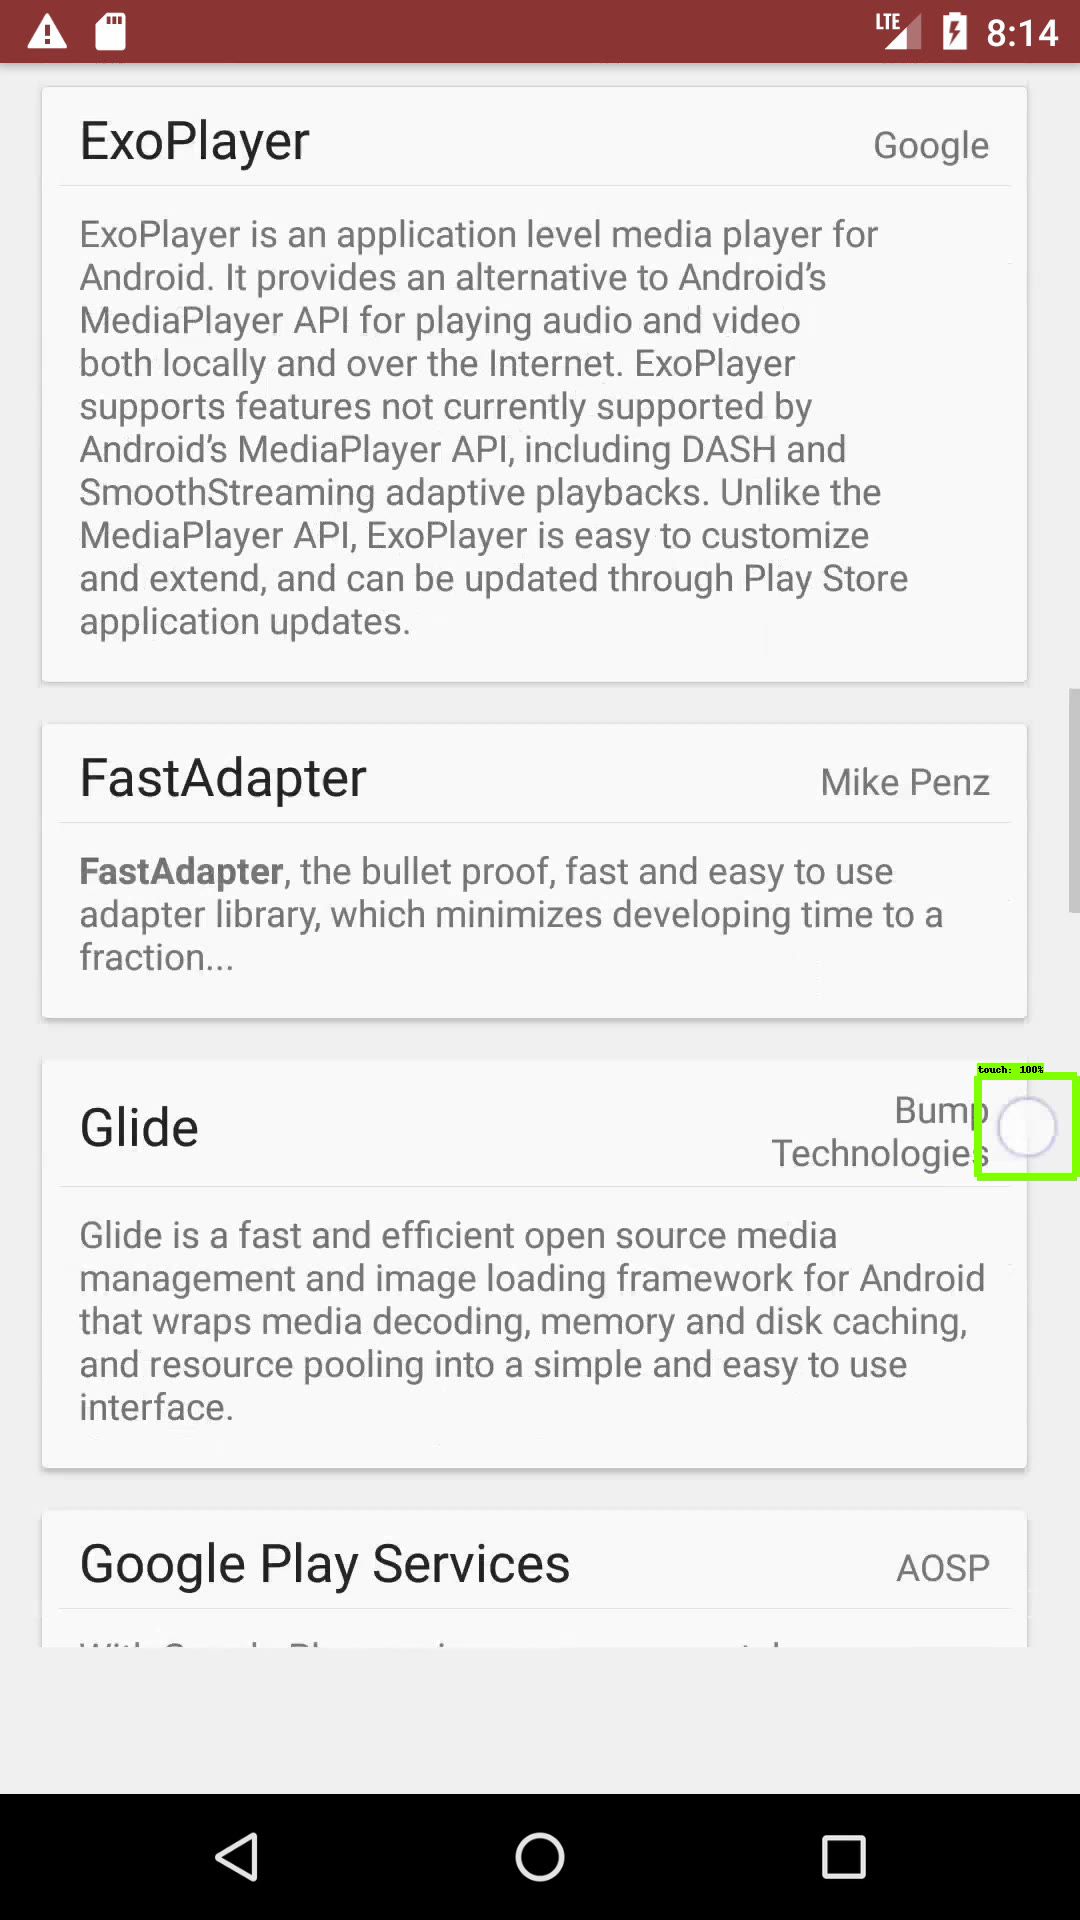 8:14
LTE
ExoPlayer
Google
ExoPlayer is an application level media player for
Android. It provides an alternative to Android's
MediaPlayer API for playing audio and video
both locally and over the Internet. ExoPlayer
supports features not currently supported by
Android's MediaPlayer API, including DASH and
SmoothStreaming adaptive playbacks. Unlike the
MediaPlayer API, ExoPlayer is easy to customize
and extend, and can be updated through Play Store
application updates.
FastAdapter
Mike Penz
FastAdapter, the bullet proof, fast and easy to use
adapter library, which minimizes developing time to a
fraction...
touch: 100%
Glide
Bump
Technologies
Glide is a fast and efficient open source media
management and image loading framework for Android
that wraps media decoding, memory and disk caching,
and resource pooling into a simple and easy to use
interface.
Google Play Services
AOSP